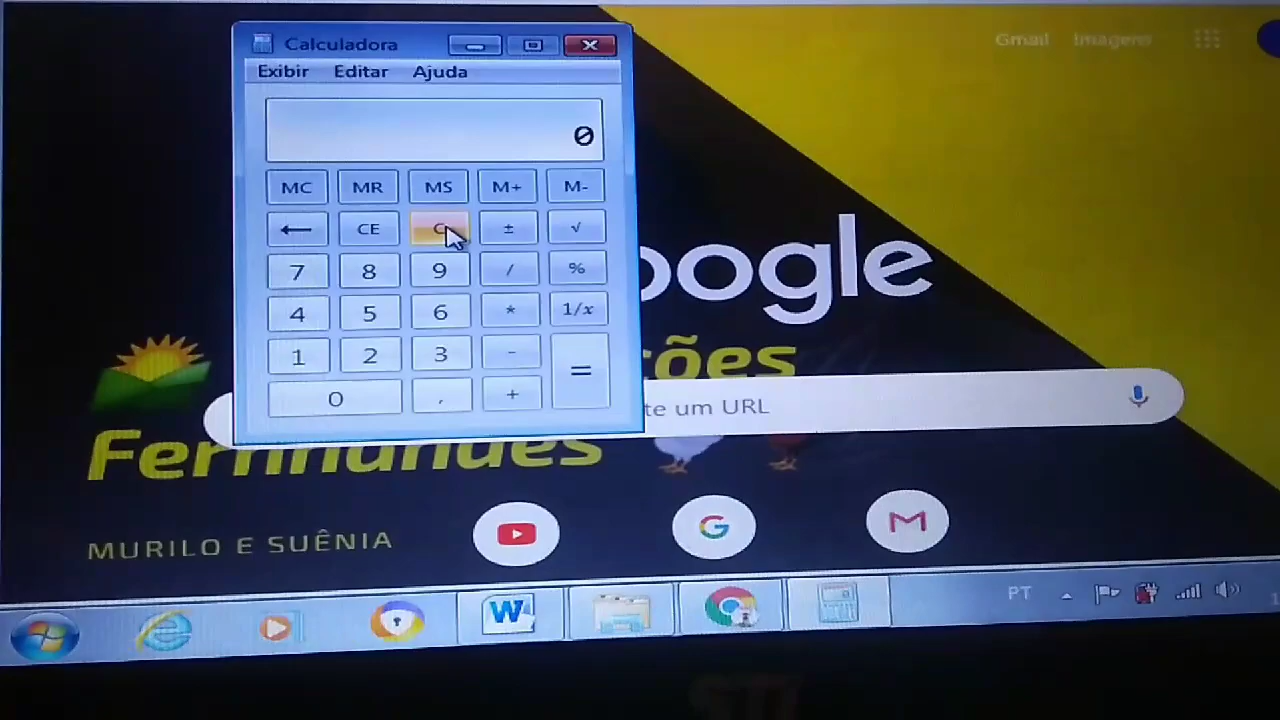 Calculadora
Gmail Imagens
Exibir Editar Ajuda
0
MC MR MS M+ M-
← CE C ± √
7 8 9 / %
4 5 6 * 1/x
1 2 3 - =
0 , +
oogle
ções
te um URL
Fernandes
MURILO E SUÊNIA
PT